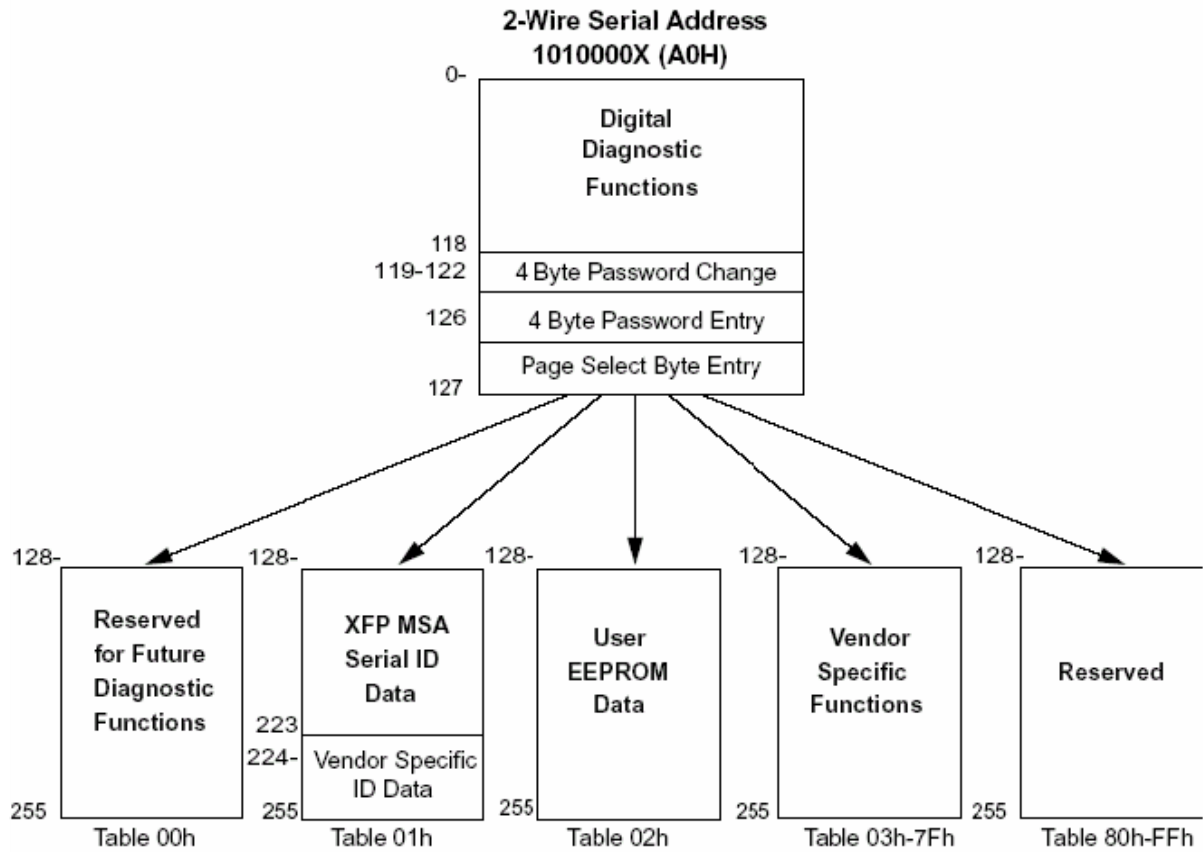 2-Wire Serial Address
1010000X (A0H)
0-
Digital
Diagnostic
Functions
118
119-122
4 Byte Password Change
126
4 Byte Password Entry
Page Select Byte Entry
127
128-
Reserved
for Future
Diagnostic
Functions
255
Table 00h
128-
XFP MSA
Serial ID
Data
223
224-
Vendor Specific
ID Data
255
Table 01h
128-
User
EEPROM
Data
255
Table 02h
128-
Vendor
Specific
Functions
255
Table 03h-7Fh
128-
Reserved
255
Table 80h-FFh